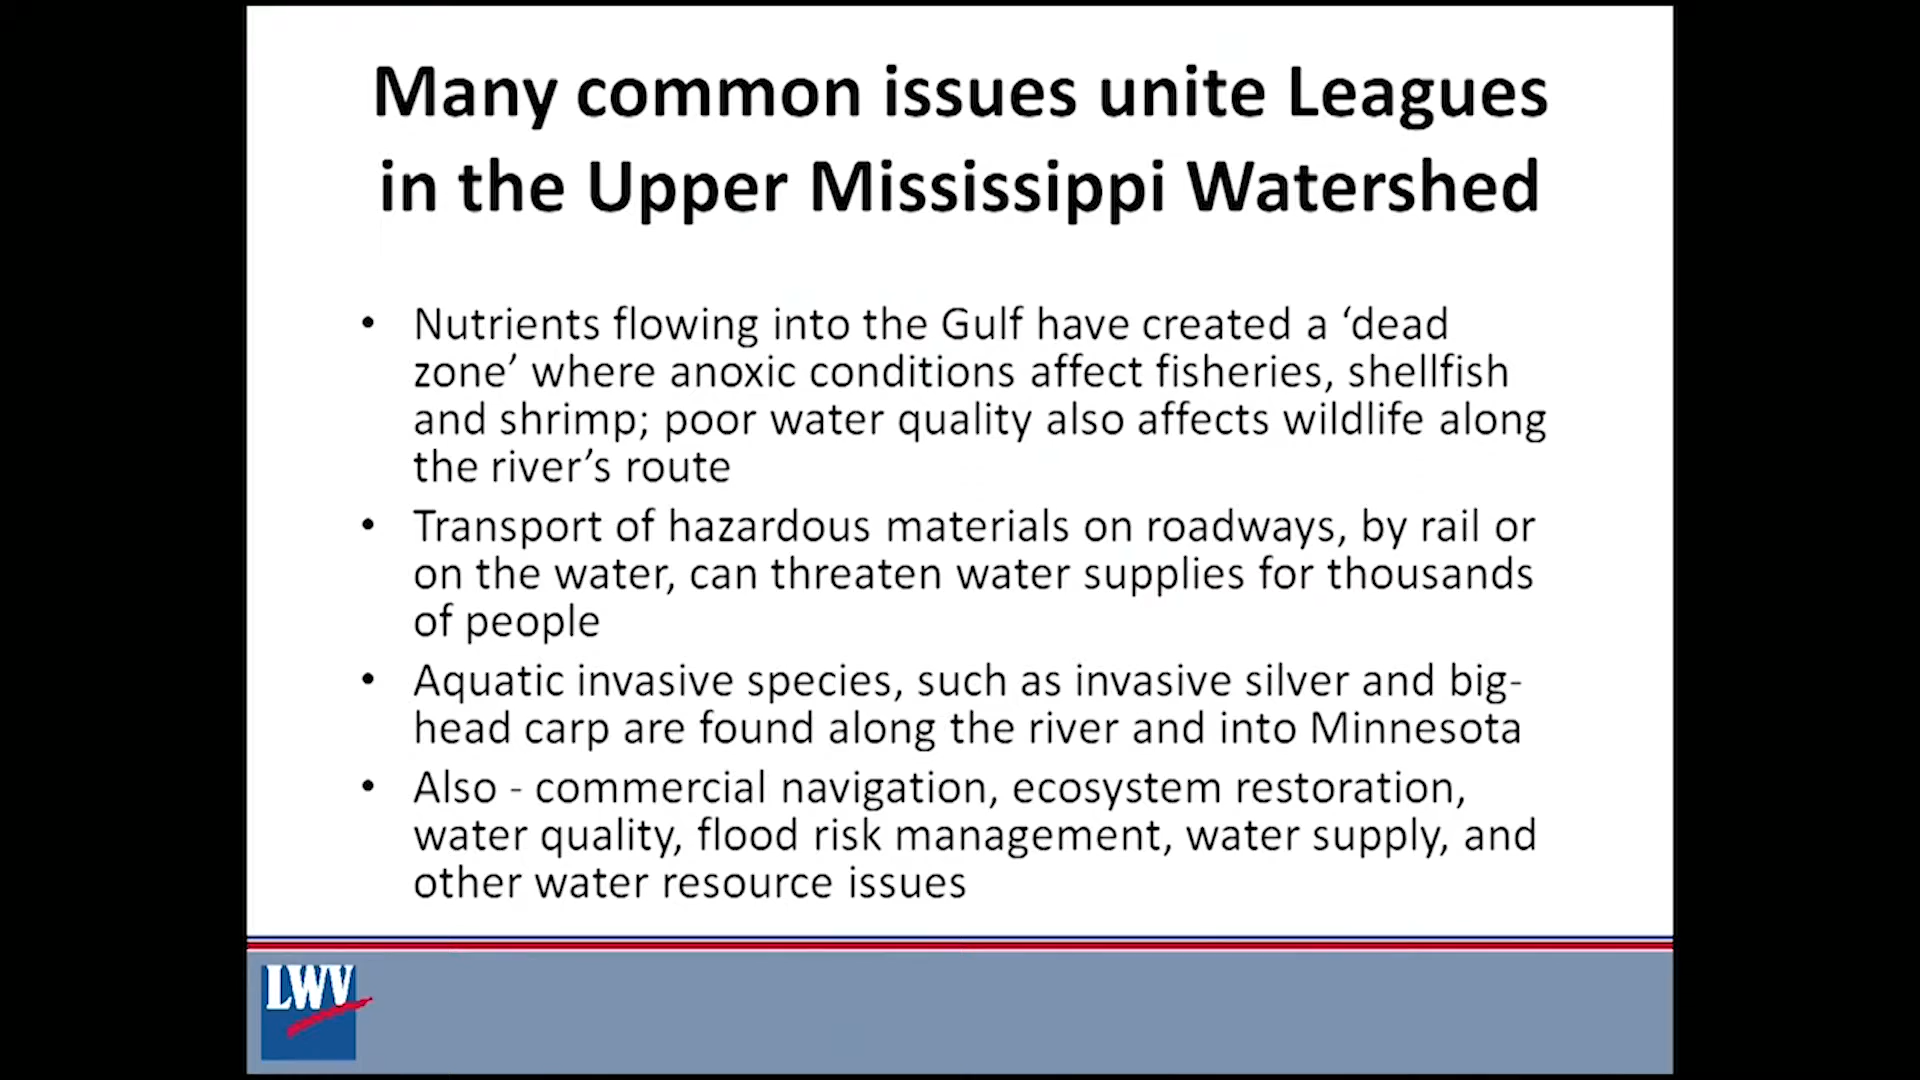 Many common issues unite Leagues
in the Upper Mississippi Watershed
• Nutrients flowing into the Gulf have created a ‘dead
zone’ where anoxic conditions affect fisheries, shellfish
and shrimp; poor water quality also affects wildlife along
the river’s route
• Transport of hazardous materials on roadways, by rail or
on the water, can threaten water supplies for thousands
of people
• Aquatic invasive species, such as invasive silver and big-
head carp are found along the river and into Minnesota
• Also - commercial navigation, ecosystem restoration,
water quality, flood risk management, water supply, and
other water resource issues
LWV